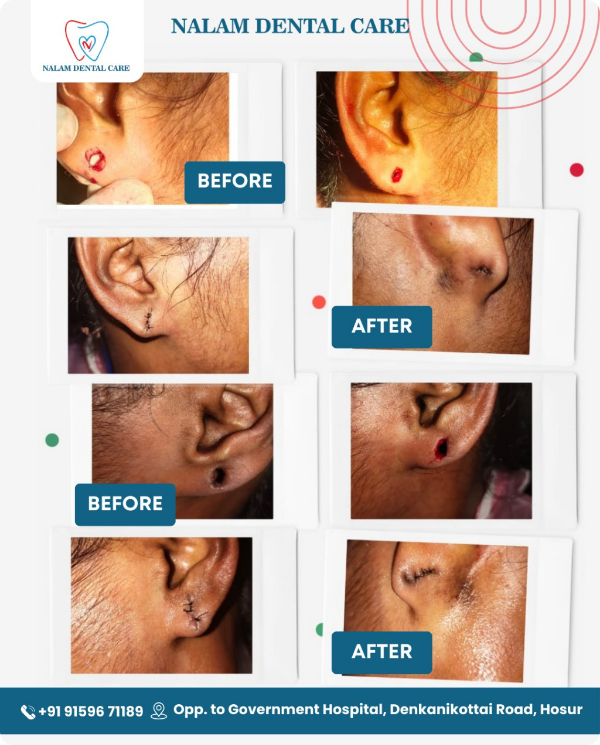 NALAM DENTAL CARE
NALAM DENTAL CARE
BEFORE
AFTER
BEFORE
AFTER
+91 91596 71189 Opp. to Government Hospital, Denkanikottai Road, Hosur